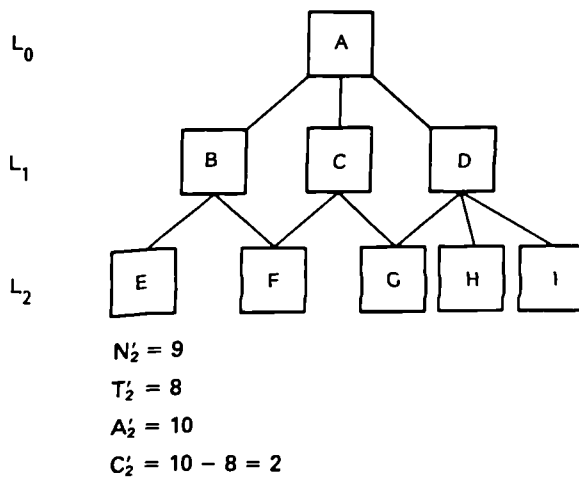 L₀
A
L₁
B C D
L₂
E F G H I
N′₂ = 9
T′₂ = 8
A′₂ = 10
C′₂ = 10 – 8 = 2